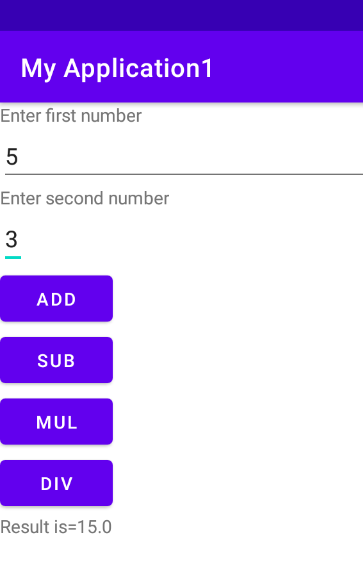 My Application1
Enter first number
5
Enter second number
3
ADD
SUB
MUL
DIV
Result is=15.0